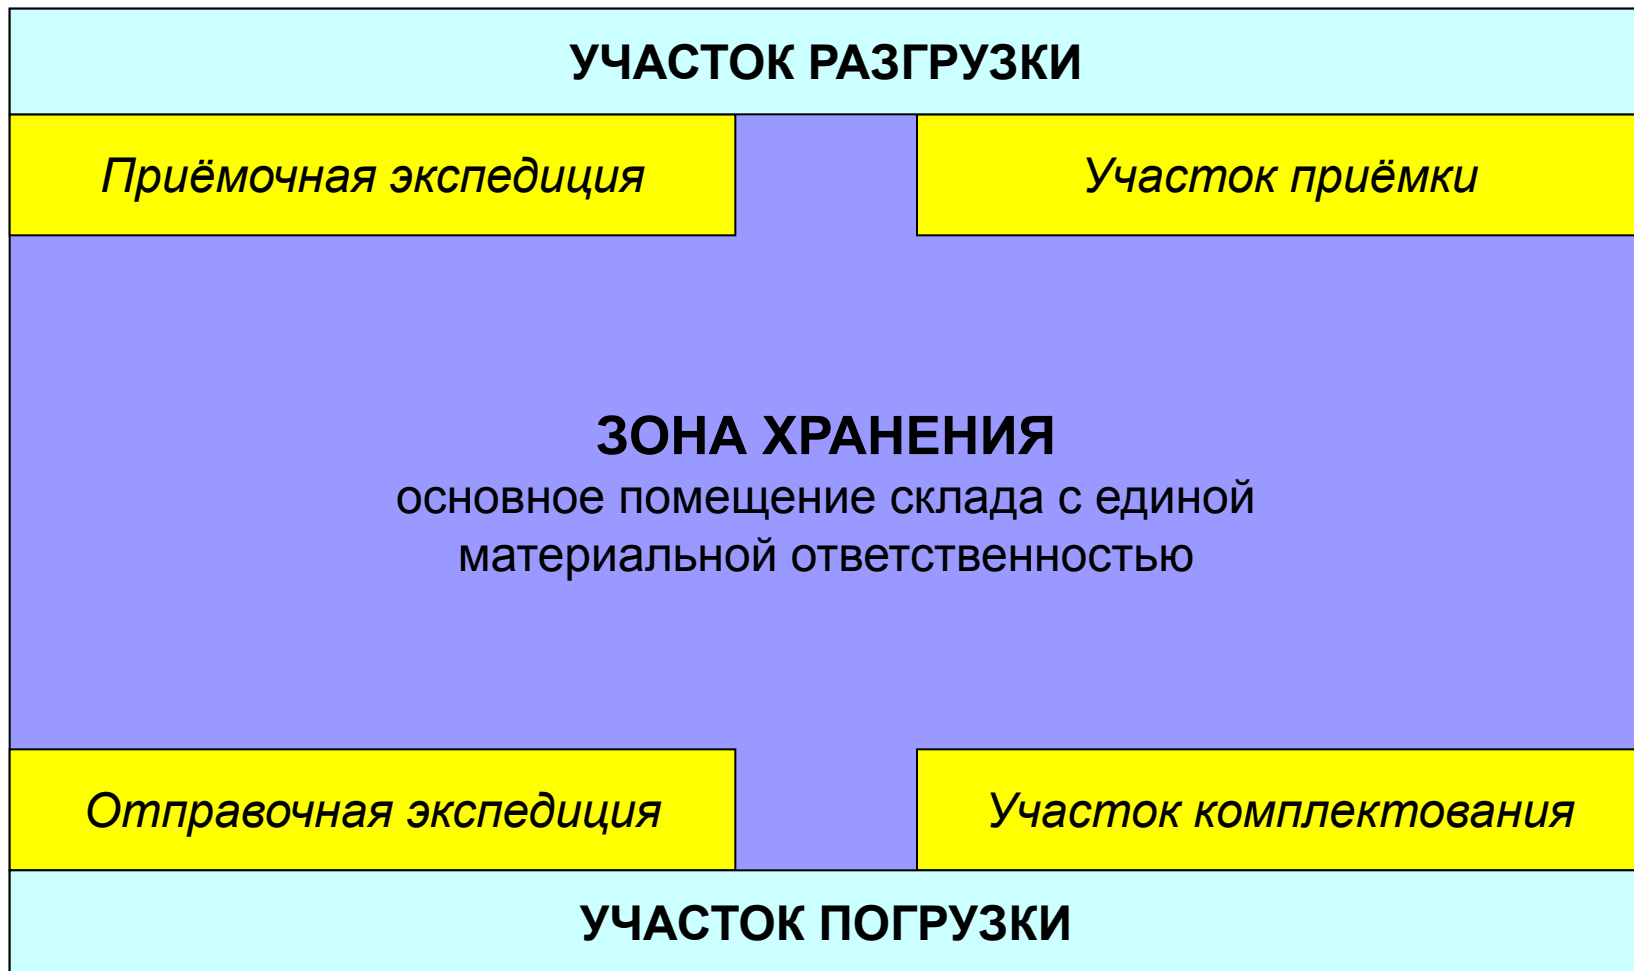 УЧАСТОК РАЗГРУЗКИ
Приёмочная экспедиция
Участок приёмки
ЗОНА ХРАНЕНИЯ
основное помещение склада с единой
материальной ответственностью
Отправочная экспедиция
Участок комплектования
УЧАСТОК ПОГРУЗКИ